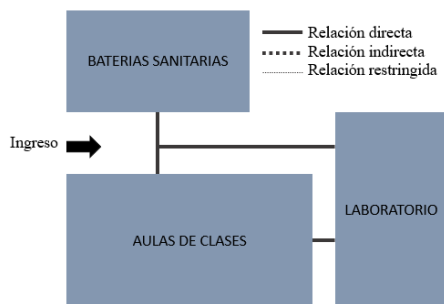 Relación directa
Relación indirecta
Relación restringida
BATERIAS SANITARIAS
Ingreso
LABORATORIO
AULAS DE CLASES